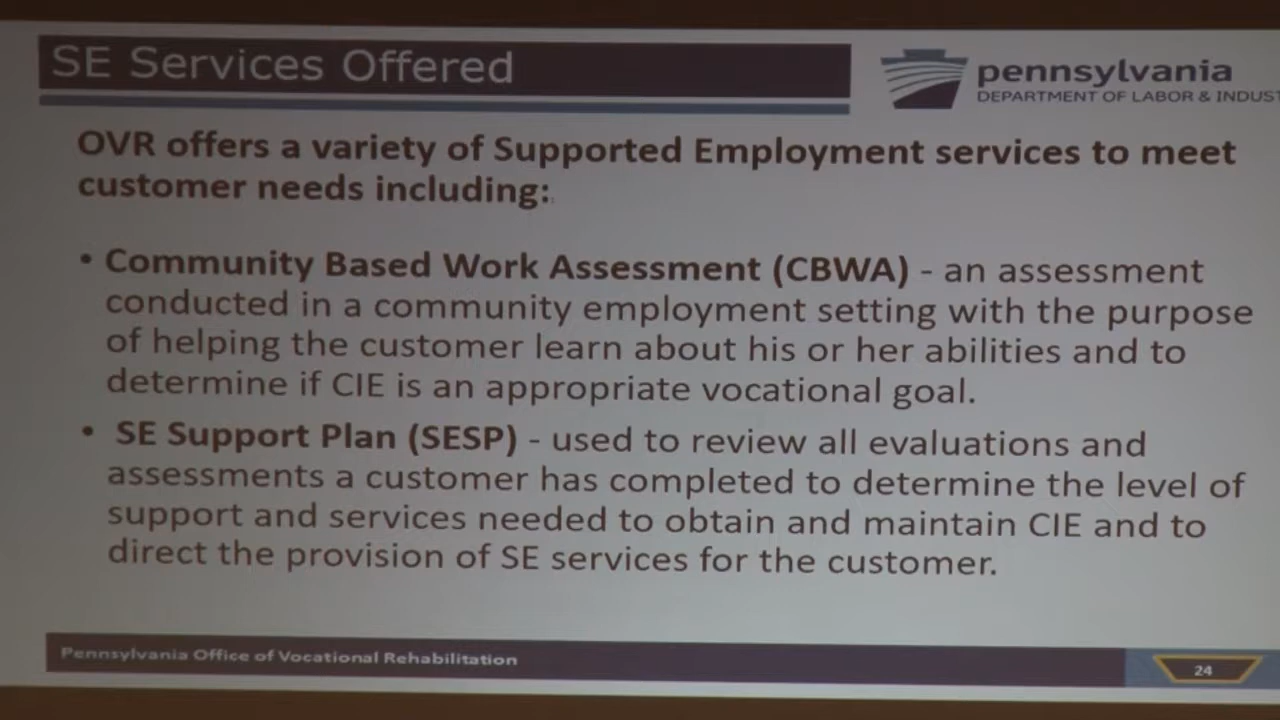 SE Services Offered
pennsylvania
DEPARTMENT OF LABOR & INDUST
OVR offers a variety of Supported Employment services to meet
customer needs including:
• Community Based Work Assessment (CBWA) - an assessment
conducted in a community employment setting with the purpose
of helping the customer learn about his or her abilities and to
determine if CIE is an appropriate vocational goal.
• SE Support Plan (SESP) - used to review all evaluations and
assessments a customer has completed to determine the level of
support and services needed to obtain and maintain CIE and to
direct the provision of SE services for the customer.
Pennsylvania Office of Vocational Rehabilitation
24